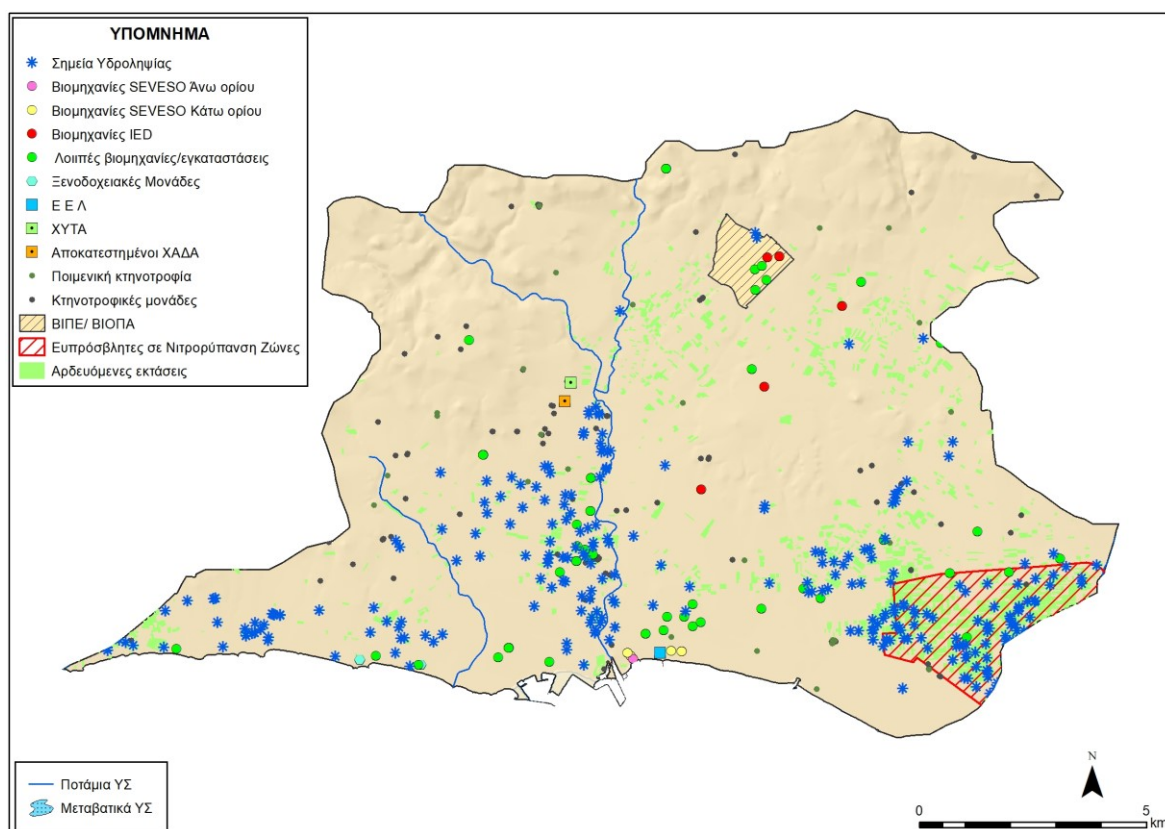 ΥΠΟΜΝΗΜΑ
Σημεία Υδροληψίας
Βιομηχανίες SEVESO Άνω ορίου
Βιομηχανίες SEVESO Κάτω ορίου
Βιομηχανίες IED
Λοιπές βιομηχανίες/εγκαταστάσεις
Ξενοδοχειακές Μονάδες
Ε Ε Λ
ΧΥΤΑ
Αποκατεστημένοι ΧΑΔΑ
Ποιμενική κτηνοτροφία
Κτηνοτροφικές μονάδες
ΒΙΠΕ/ ΒΙΟΠΑ
Ευπρόσβλητες σε Νιτρορύπανση Ζώνες
Αρδευόμενες εκτάσεις
Ποτάμια ΥΣ
Μεταβατικά ΥΣ
N
0 5
km